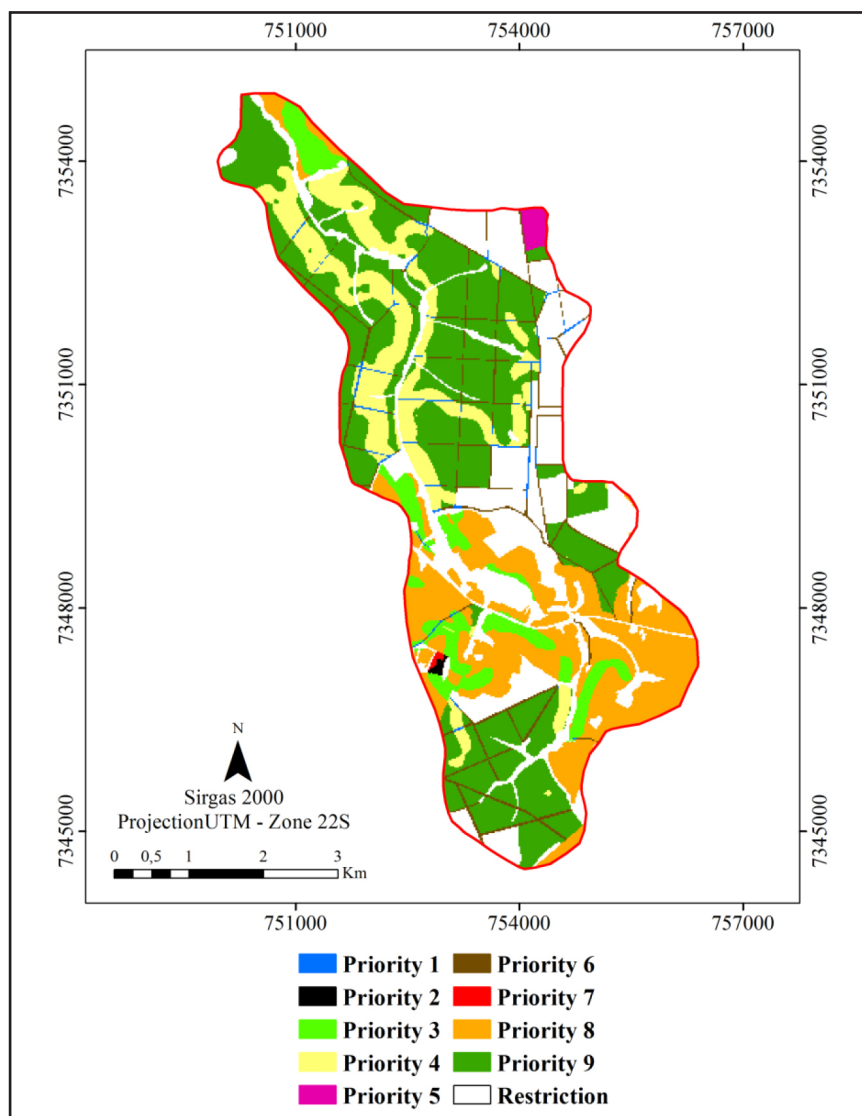 751000 754000 757000
7354000 7354000
7351000 7351000
7348000 7348000
7345000 7345000
N
Sirgas 2000
ProjectionUTM - Zone 22S
0 0,5 1 2 3
Km
751000 754000 757000
Priority 1 Priority 6
Priority 2 Priority 7
Priority 3 Priority 8
Priority 4 Priority 9
Priority 5 Restriction